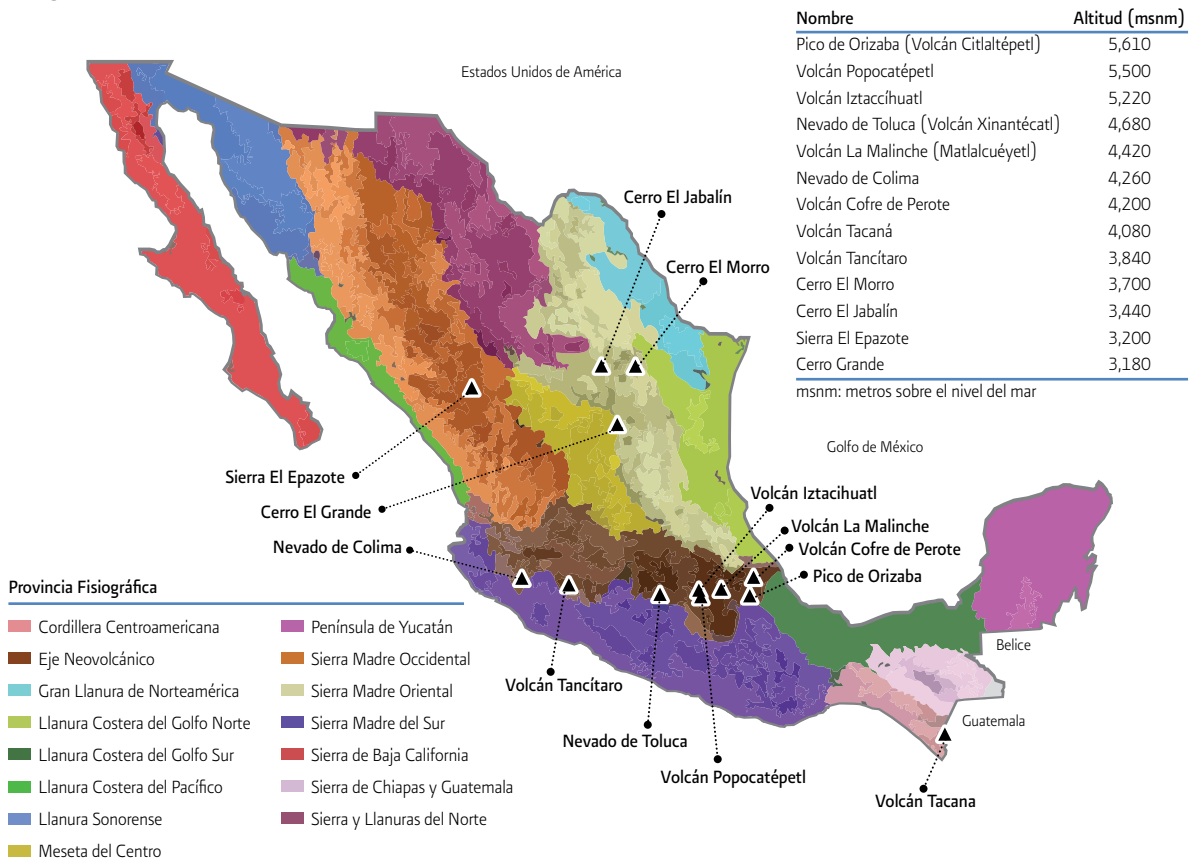 Nombre Altitud (msnm)
Pico de Orizaba (Volcán Citlaltépetl) 5,610
Volcán Popocatépetl 5,500
Volcán Iztaccíhuatl 5,220
Nevado de Toluca (Volcán Xinantécatl) 4,680
Volcán La Malinche (Matlalcuéyetl) 4,420
Nevado de Colima 4,260
Volcán Cofre de Perote 4,200
Volcán Tacaná 4,080
Volcán Tancítaro 3,840
Cerro El Morro 3,700
Cerro El Jabalín 3,440
Sierra El Epazote 3,200
Cerro Grande 3,180
msnm: metros sobre el nivel del mar
Estados Unidos de América
Cerro El Jabalín
Cerro El Morro
Golfo de México
Sierra El Epazote
Cerro El Grande
Nevado de Colima
Volcán Iztacihuatl
Volcán La Malinche
Volcán Cofre de Perote
Pico de Orizaba
Belice
Guatemala
Volcán Tancítaro
Nevado de Toluca
Volcán Popocatépetl
Volcán Tacana
Provincia Fisiográfica
Cordillera Centroamericana
Eje Neovolcánico
Gran Llanura de Norteamérica
Llanura Costera del Golfo Norte
Llanura Costera del Golfo Sur
Llanura Costera del Pacífico
Llanura Sonorense
Meseta del Centro
Península de Yucatán
Sierra Madre Occidental
Sierra Madre Oriental
Sierra Madre del Sur
Sierra de Baja California
Sierra de Chiapas y Guatemala
Sierra y Llanuras del Norte